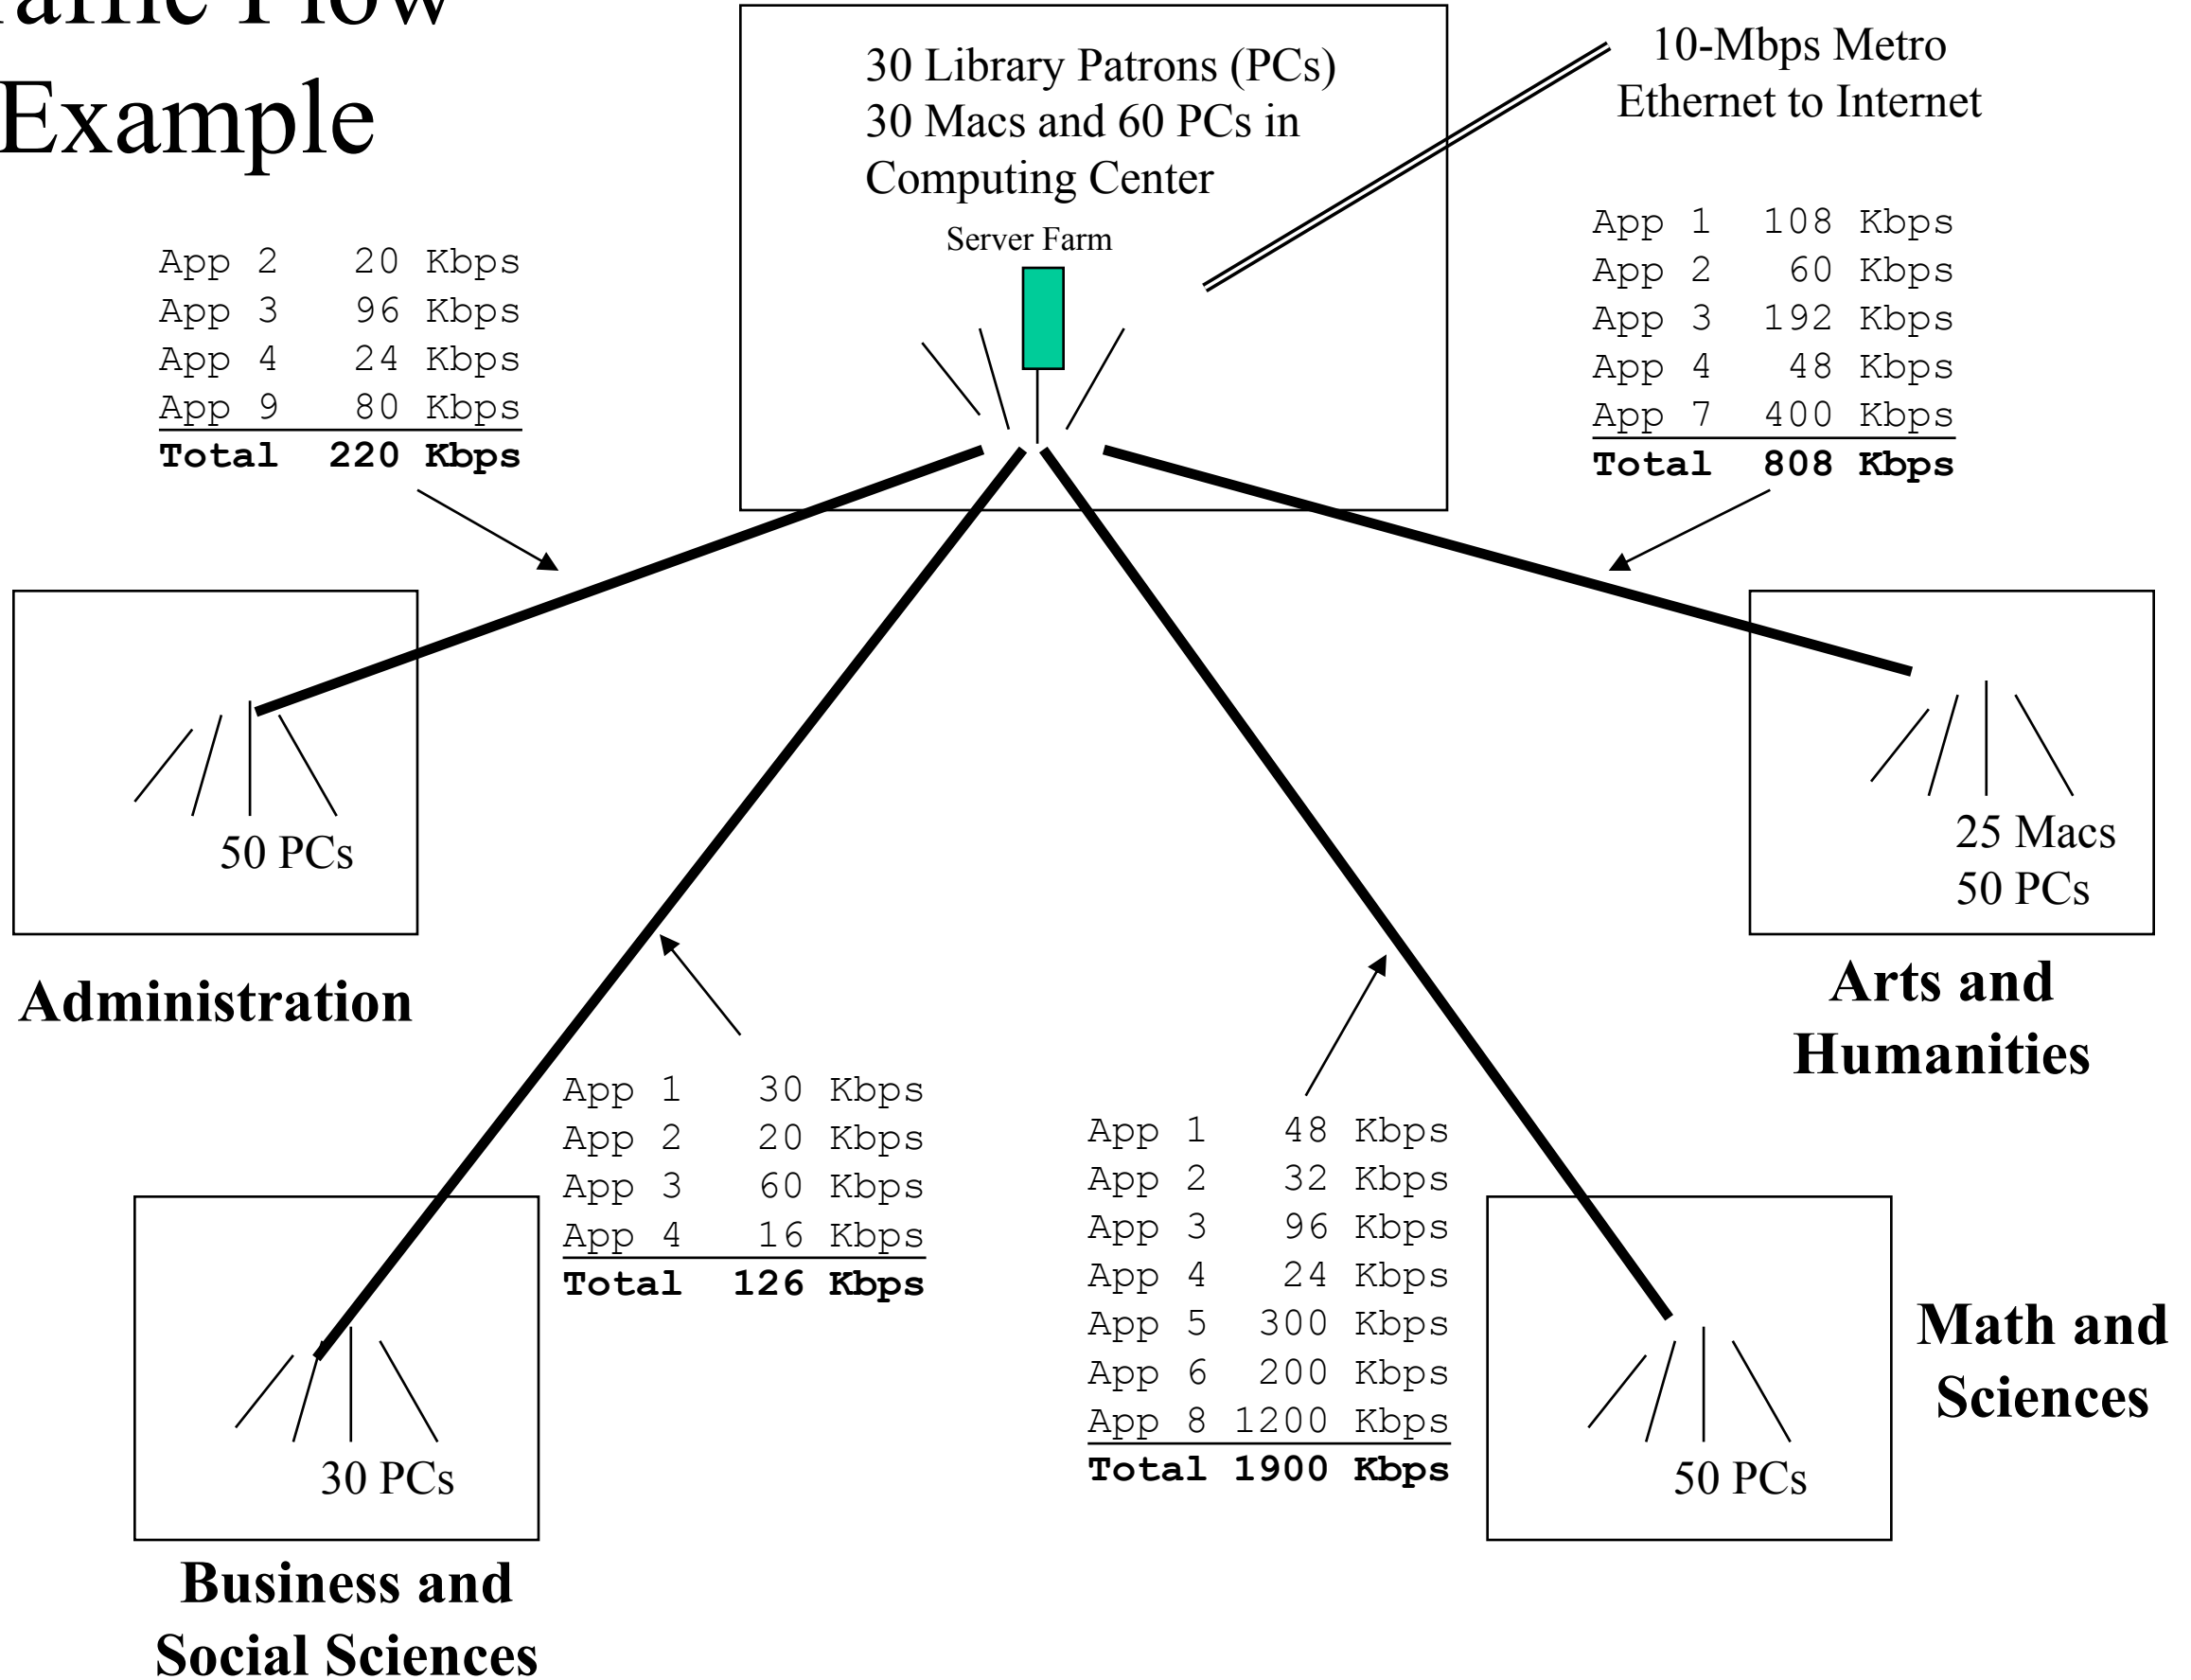 Flow
Example
30 Library Patrons (PCs)
30 Macs and 60 PCs in
Computing Center
Server Farm
10-Mbps Metro
Ethernet to Internet
App 2 20 Kbps
App 3 96 Kbps
App 4 24 Kbps
App 9 80 Kbps
Total 220 Kbps
App 1 108 Kbps
App 2 60 Kbps
App 3 192 Kbps
App 4 48 Kbps
App 7 400 Kbps
Total 808 Kbps
50 PCs
Administration
25 Macs
50 PCs
Arts and
Humanities
App 1 30 Kbps
App 2 20 Kbps
App 3 60 Kbps
App 4 16 Kbps
Total 126 Kbps
App 1 48 Kbps
App 2 32 Kbps
App 3 96 Kbps
App 4 24 Kbps
App 5 300 Kbps
App 6 200 Kbps
App 8 1200 Kbps
Total 1900 Kbps
30 PCs
Business and
Social Sciences
50 PCs
Math and
Sciences